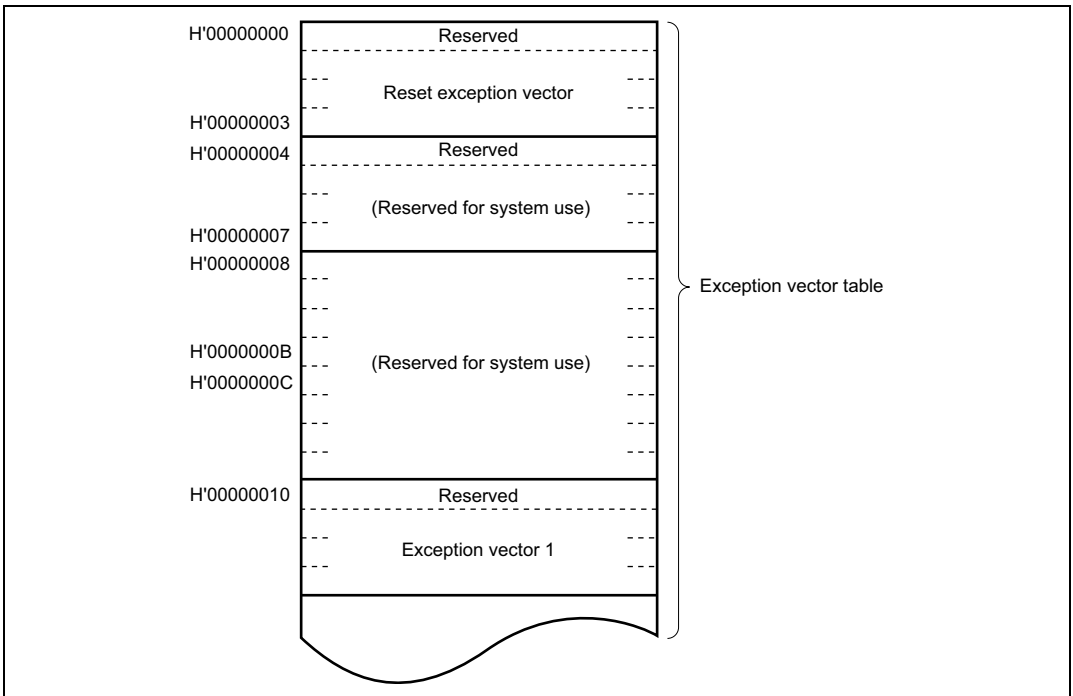 H'00000000 Reserved
Reset exception vector
H'00000003
H'00000004 Reserved
(Reserved for system use)
H'00000007
H'00000008
Exception vector table
H'0000000B
(Reserved for system use)
H'0000000C
H'00000010 Reserved
Exception vector 1